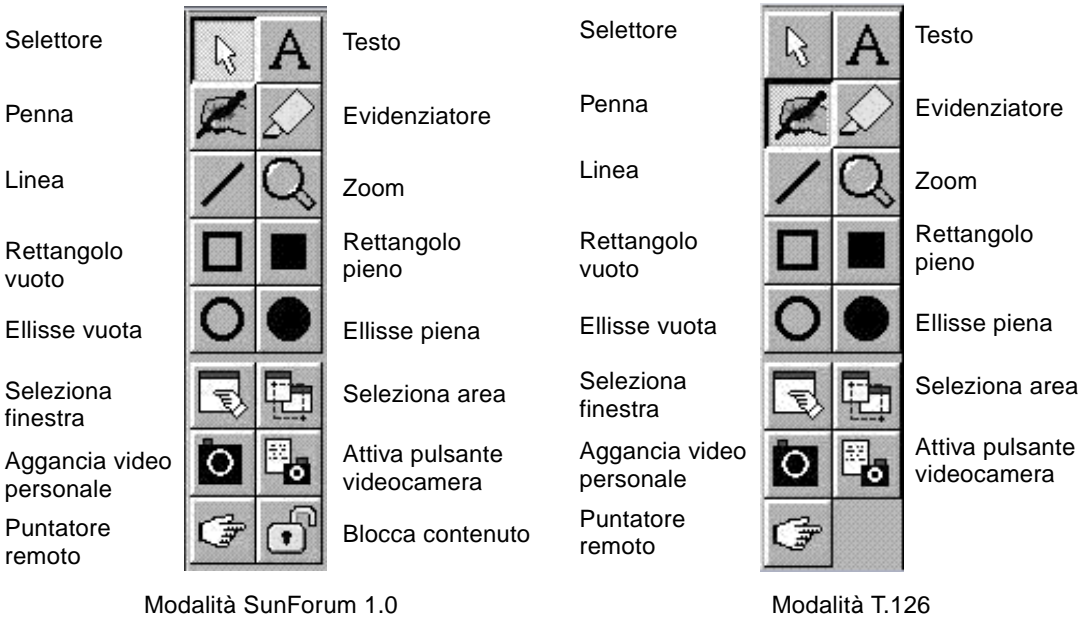 Selettore
Testo
Penna
Evidenziatore
Linea
Zoom
Rettangolo
vuoto
Rettangolo
pieno
Ellisse vuota
Ellisse piena
Seleziona
finestra
Seleziona area
Aggancia video
personale
Attiva pulsante
videocamera
Puntatore
remoto
Blocca contenuto
Modalità SunForum 1.0
Selettore
Testo
Penna
Evidenziatore
Linea
Zoom
Rettangolo
vuoto
Rettangolo
pieno
Ellisse vuota
Ellisse piena
Seleziona
finestra
Seleziona area
Aggancia video
personale
Attiva pulsante
videocamera
Puntatore
remoto
Modalità T.126
A
A